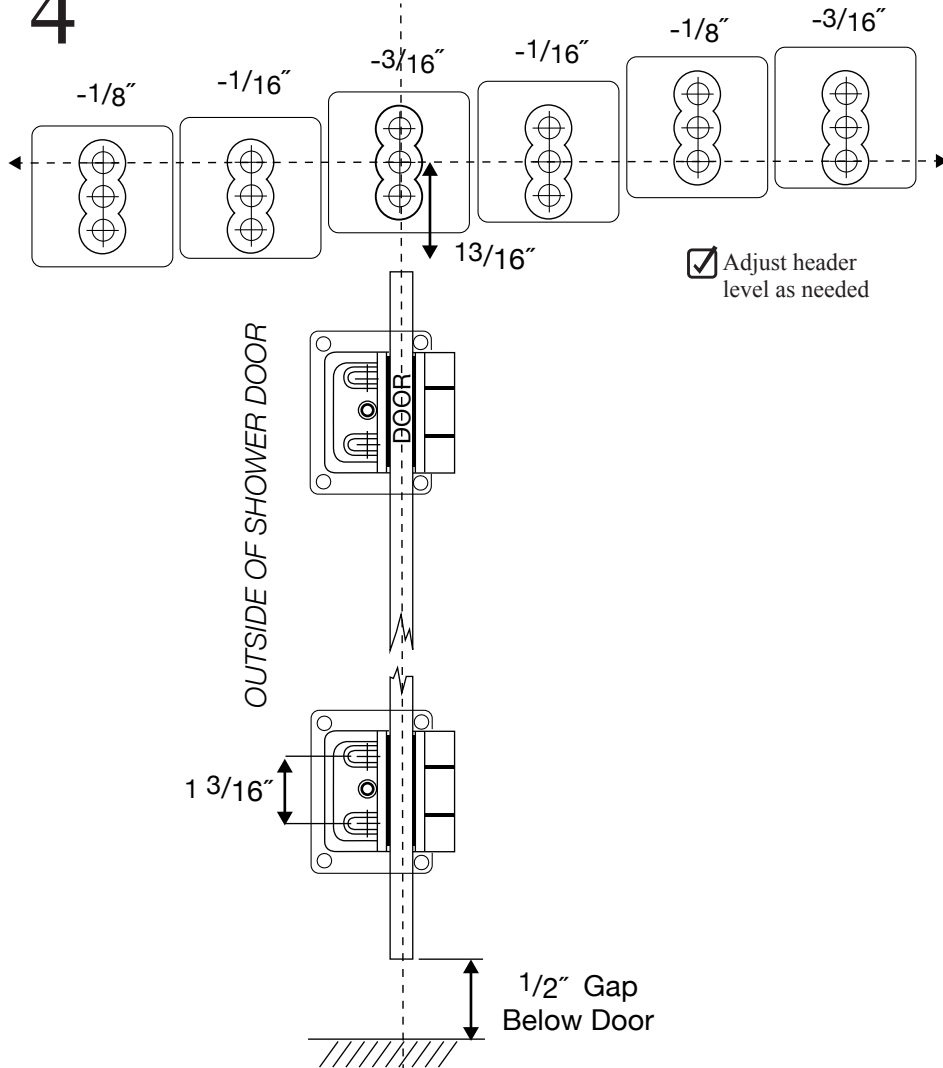 4
-1/8″
-1/16″
-3/16″
-1/16″
-1/8″
-3/16″
13/16″
Adjust header
level as needed
OUTSIDE OF SHOWER DOOR
DOOR
1 3/16″
1/2″ Gap
Below Door